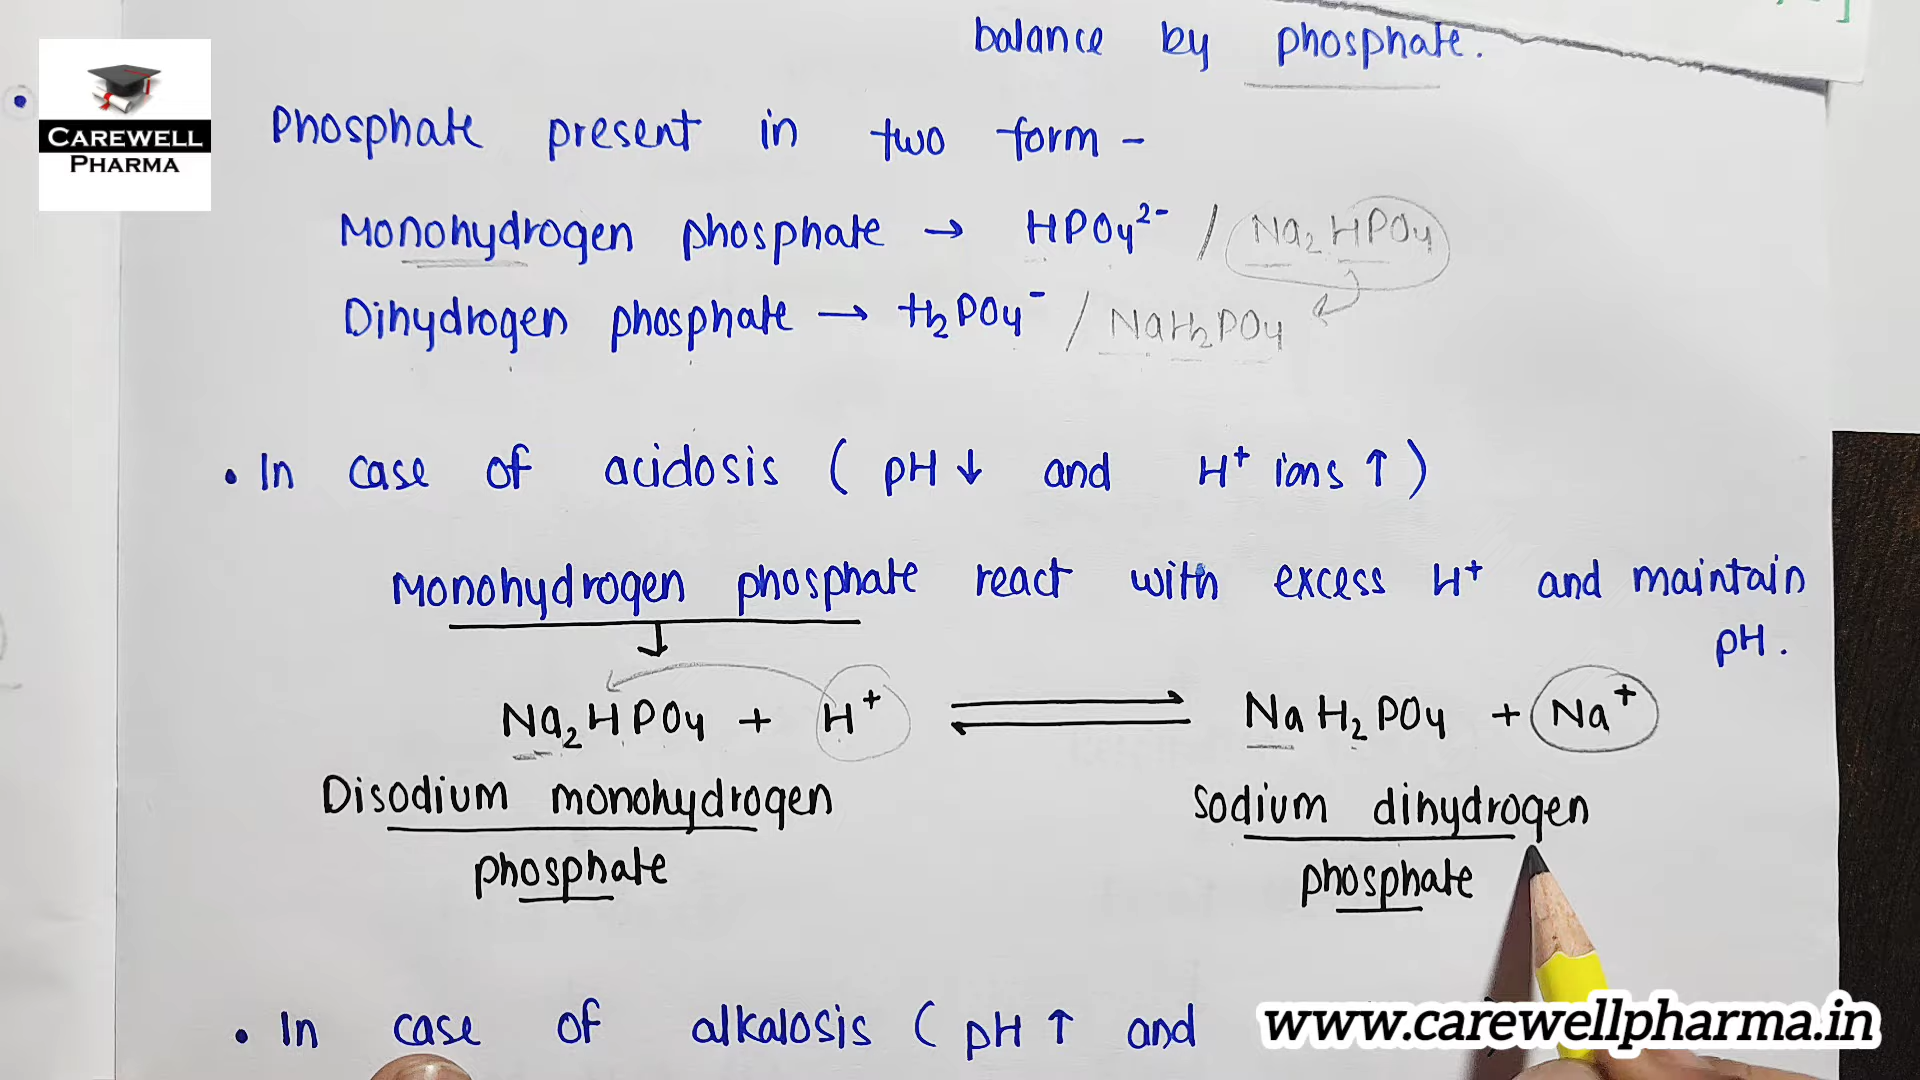 balance by phosphate.
CAREWELL
PHARMA
Phosphate present in two form -
Monohydrogen phosphate → HPO₄²⁻ / Na₂HPO₄
Dihydrogen phosphate → H₂PO₄⁻ / NaH₂PO₄
• In case of acidosis ( pH ↓ and H⁺ ions ↑ )
Monohydrogen phosphate react with excess H⁺ and maintain
pH.
Na₂HPO₄ + H⁺ ⇌ NaH₂PO₄ + Na⁺
Disodium monohydrogen
phosphate
Sodium dihydrogen
phosphate
• In case of alkalosis ( pH ↑ and
www.carewellpharma.in